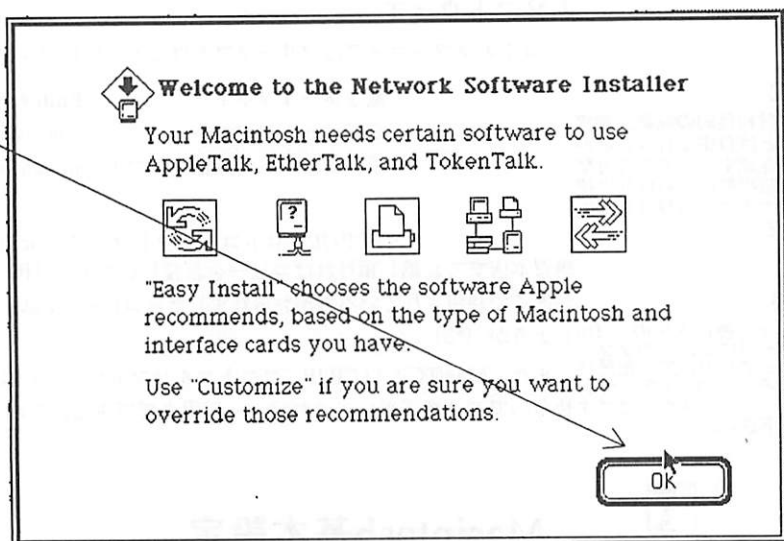 Welcome to the Network Software Installer
Your Macintosh needs certain software to use
AppleTalk, EtherTalk, and TokenTalk.
?
"Easy Install" chooses the software Apple
recommends, based on the type of Macintosh and
interface cards you have.
Use "Customize" if you are sure you want to
override those recommendations.
OK